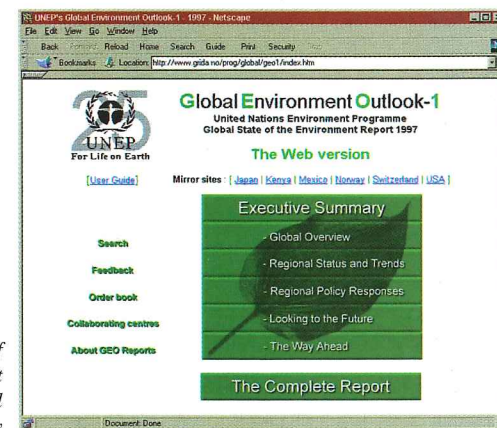 UNEP's Global Environment Outlook-1 - 1997 - Netscape
File Edit View Go Window Help
Back Forward Reload Home Search Guide Print Security Stop
Bookmarks Location: http://www.grida.no/prog/global/geo1/index.htm
25
UNEP
For Life on Earth
Global Environment Outlook-1
United Nations Environment Programme
Global State of the Environment Report 1997
The Web version
[User Guide]
Mirror sites : [ Japan | Kenya | Mexico | Norway | Switzerland | USA ]
Executive Summary
- Global Overview
- Regional Status and Trends
- Regional Policy Responses
- Looking to the Future
- The Way Ahead
Search
Feedback
Order book
Collaborating centres
About GEO Reports
The Complete Report
Document: Done